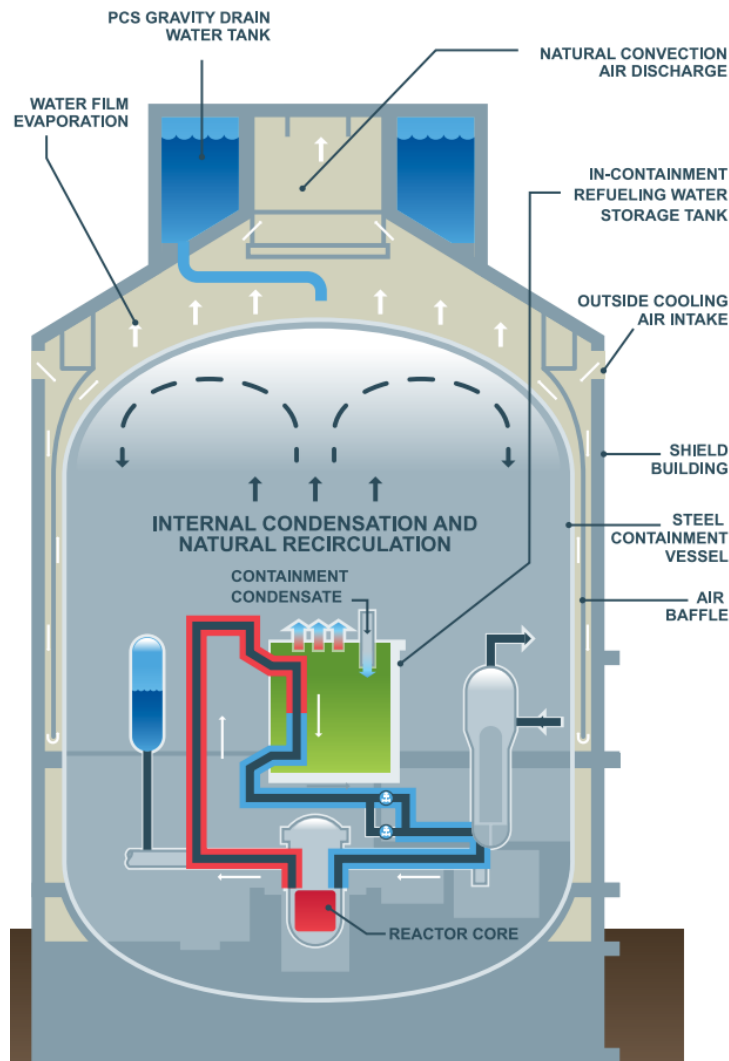 PCS GRAVITY DRAIN
WATER TANK
NATURAL CONVECTION
AIR DISCHARGE
WATER FILM
EVAPORATION
IN-CONTAINMENT
REFUELING WATER
STORAGE TANK
OUTSIDE COOLING
AIR INTAKE
SHIELD
BUILDING
INTERNAL CONDENSATION AND
NATURAL RECIRCULATION
STEEL
CONTAINMENT
VESSEL
CONTAINMENT
CONDENSATE
AIR
BAFFLE
REACTOR CORE